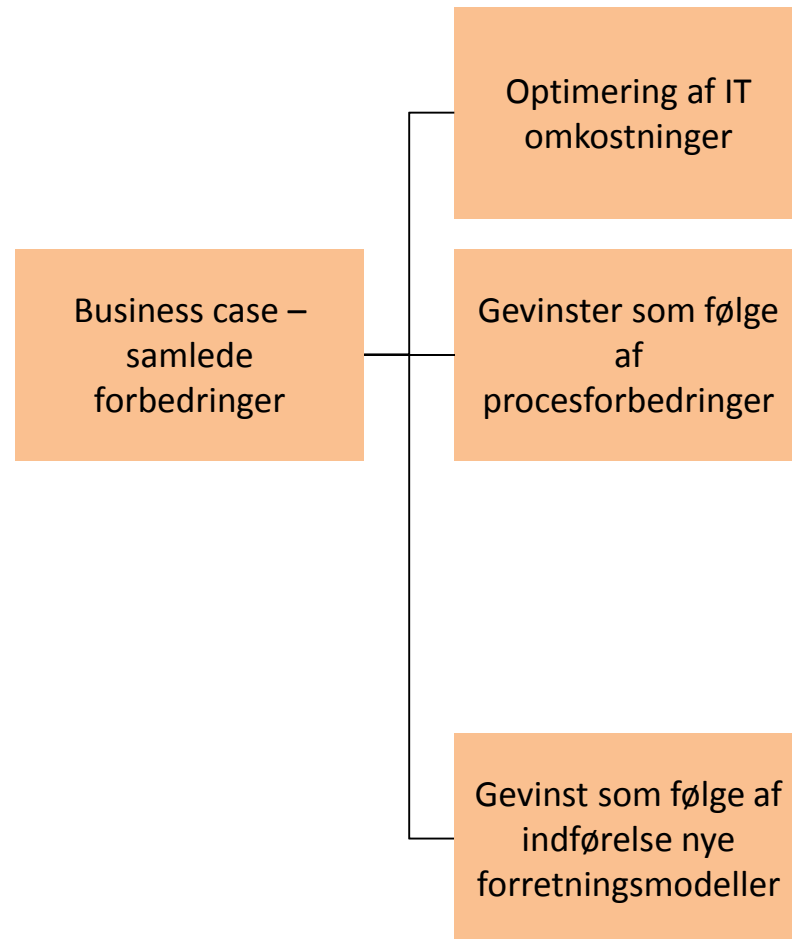 Optimering af IT
omkostninger
Business case –
samlede
forbedringer
Gevinster som følge
af
procesforbedringer
Gevinst som følge af
indførelse nye
forretningsmodeller